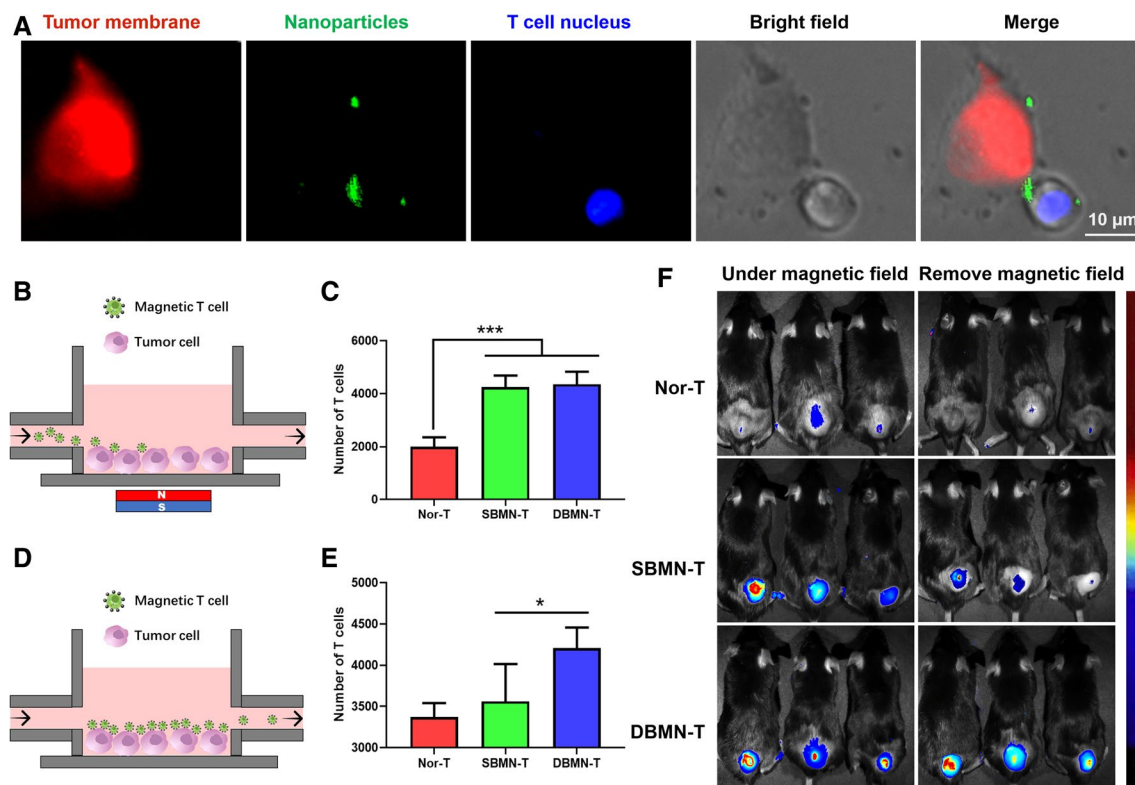 A
Tumor membrane
Nanoparticles
T cell nucleus
Bright field
Merge
10 μm
B
Magnetic T cell
Tumor cell
N
S
C
Number of T cells
6000
4000
2000
0
***
Nor-T
SBMN-T
DBMN-T
D
Magnetic T cell
Tumor cell
E
Number of T cells
5000
4500
4000
3500
3000
*
Nor-T
SBMN-T
DBMN-T
F
Under magnetic field
Remove magnetic field
Nor-T
SBMN-T
DBMN-T